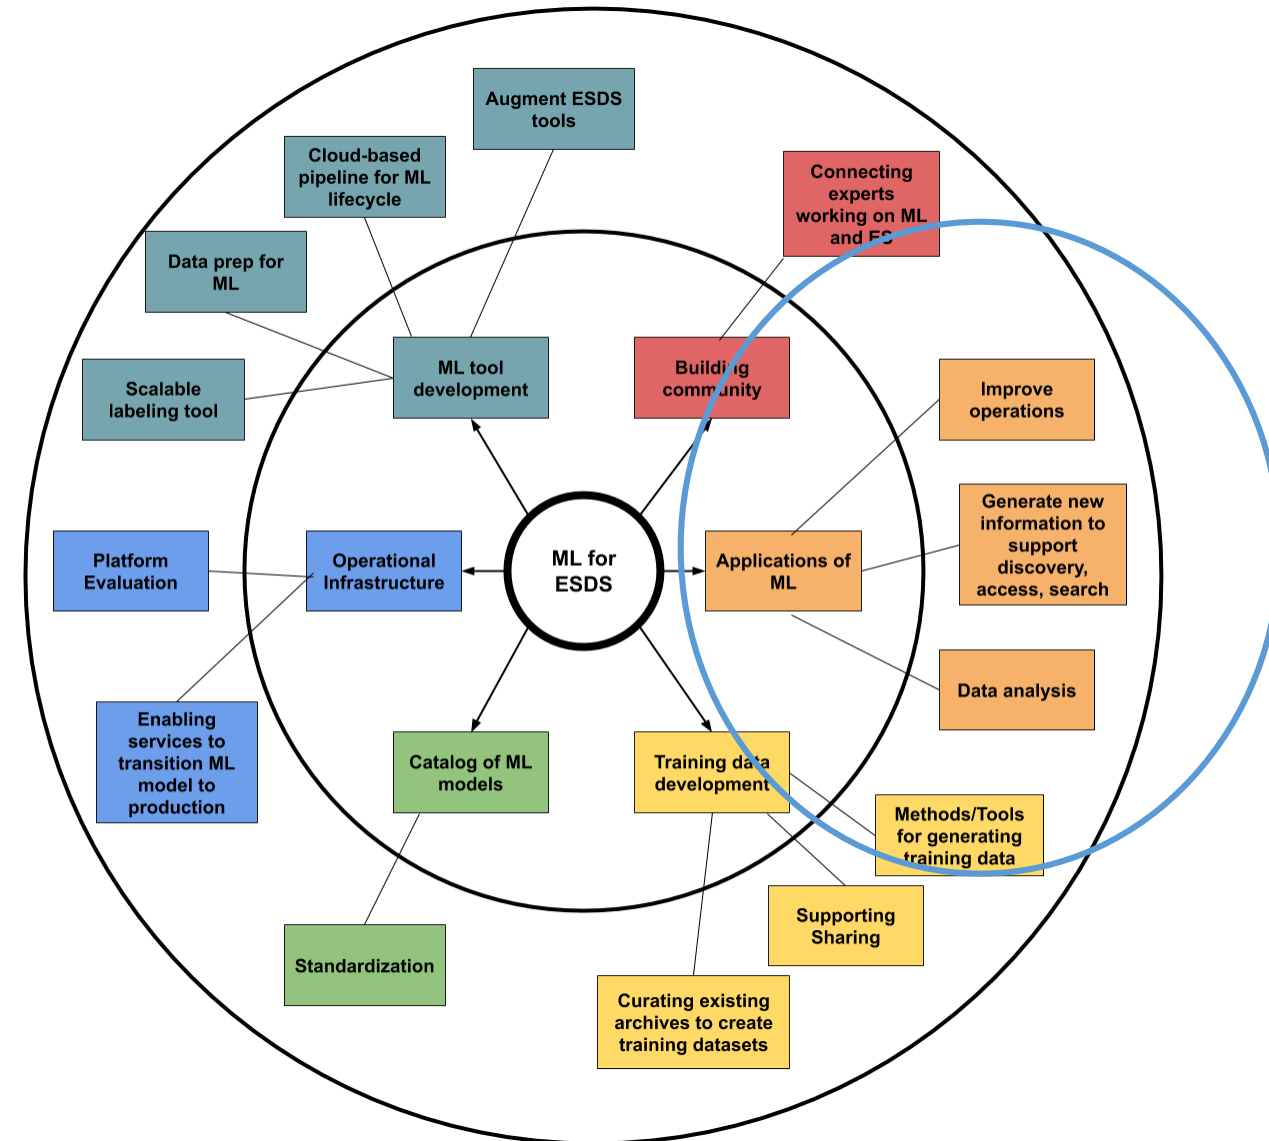 Augment ESDS
tools
Cloud-based
pipeline for ML
lifecycle
Connecting
experts
working on ML
and ES
Data prep for
ML
Scalable
labeling tool
ML tool
development
Building
community
Improve
operations
Platform
Evaluation
Operational
Infrastructure
ML for
ESDS
Applications of
ML
Generate new
information to
support
discovery,
access, search
Data analysis
Enabling
services to
transition ML
model to
production
Catalog of ML
models
Training data
development
Methods/Tools
for generating
training data
Supporting
Sharing
Standardization
Curating existing
archives to create
training datasets